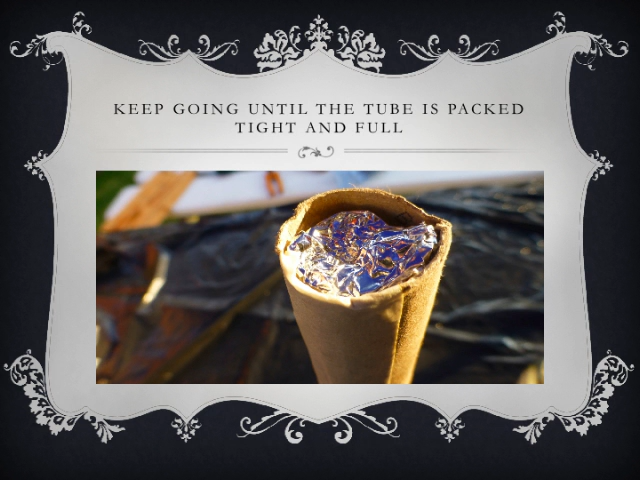 KEEP GOING UNTIL THE TUBE IS PACKED
TIGHT AND FULL